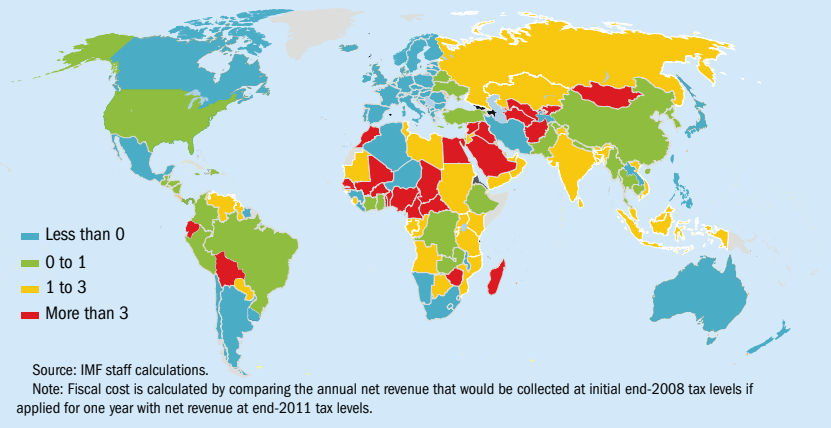 Less than 0
0 to 1
1 to 3
More than 3
Source: IMF staff calculations.
Note: Fiscal cost is calculated by comparing the annual net revenue that would be collected at initial end-2008 tax levels if
applied for one year with net revenue at end-2011 tax levels.